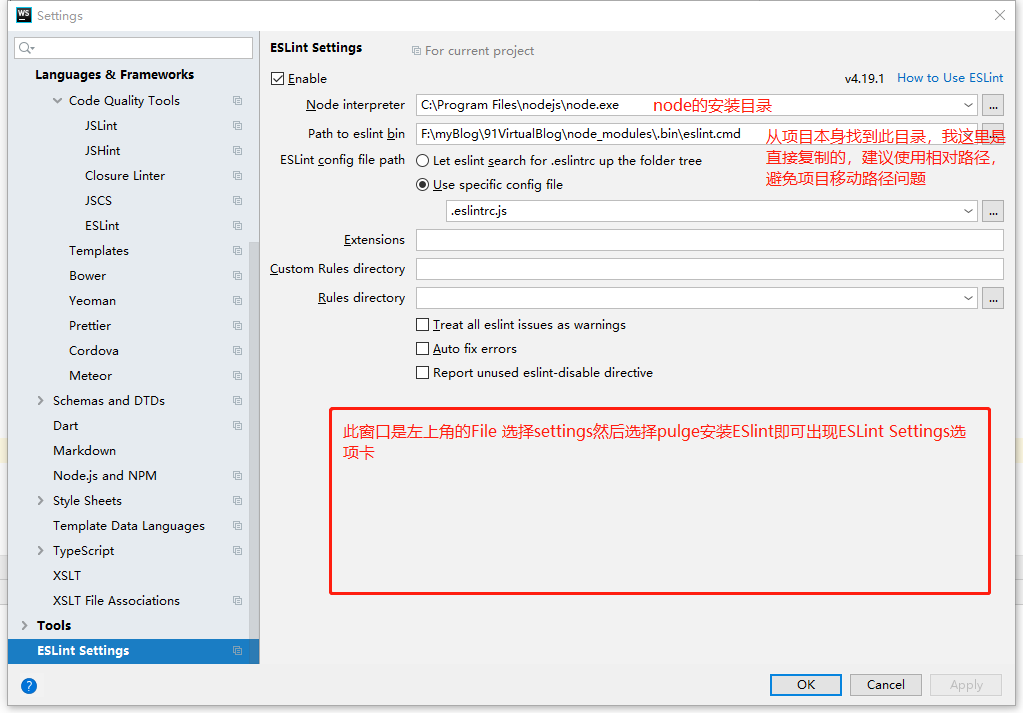 WS Settings
Languages & Frameworks
Code Quality Tools
JSLint
JSHint
Closure Linter
JSCS
ESLint
Templates
Bower
Yeoman
Prettier
Cordova
Meteor
Schemas and DTDs
Dart
Markdown
Node.js and NPM
Style Sheets
Template Data Languages
TypeScript
XSLT
XSLT File Associations
Tools
ESLint Settings
ESLint Settings For current project
Enable v4.19.1 How to Use ESLint
Node interpreter C:\Program Files\nodejs\node.exe node的安装目录 ...
Path to eslint bin F:\myBlog\91VirtualBlog\node_modules\.bin\eslint.cmd
从项目本身找到此目录，我这里是
直接复制的，建议使用相对路径，
避免项目移动路径问题
ESLint config file path Let eslint search for .eslintrc up the folder tree
Use specific config file
.eslintrc.js ...
Extensions
Custom Rules directory
Rules directory ...
Treat all eslint issues as warnings
Auto fix errors
Report unused eslint-disable directive
此窗口是左上角的File 选择settings然后选择pulge安装ESlint即可出现ESLint Settings选
项卡
? OK Cancel Apply